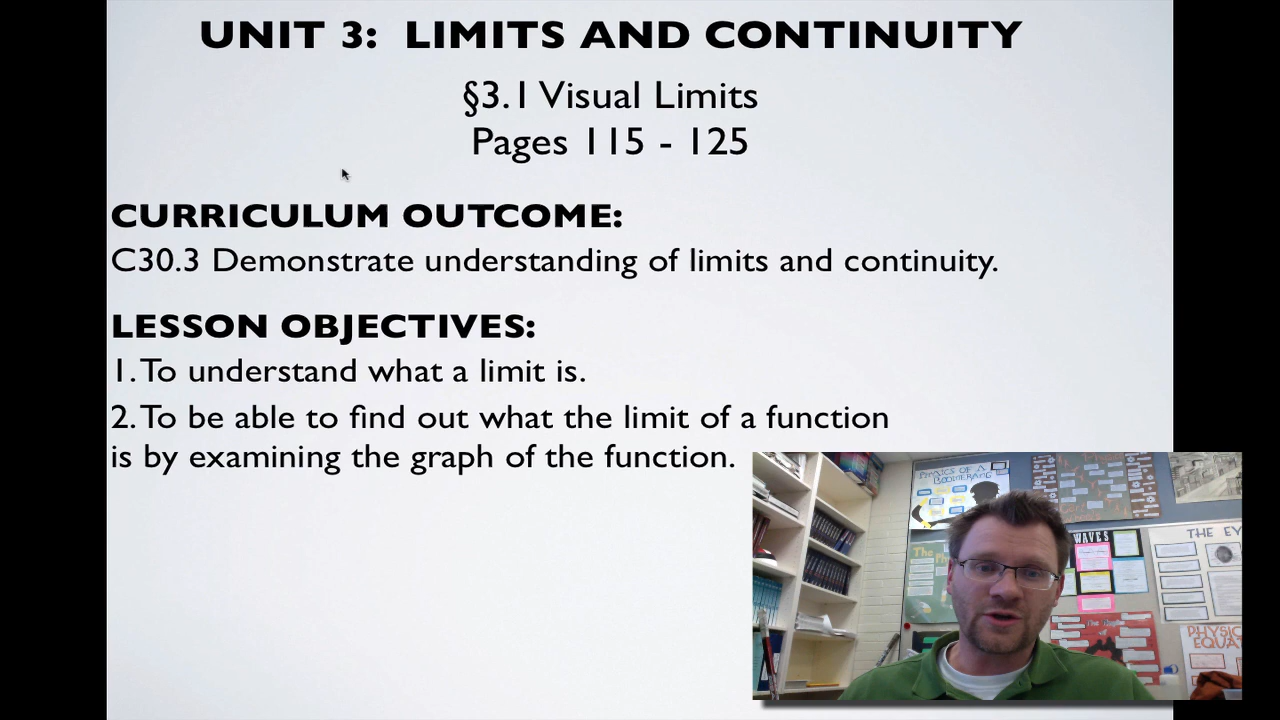 UNIT 3: LIMITS AND CONTINUITY
§3.1 Visual Limits
Pages 115 - 125
CURRICULUM OUTCOME:
C30.3 Demonstrate understanding of limits and continuity.
LESSON OBJECTIVES:
1. To understand what a limit is.
2. To be able to find out what the limit of a function
is by examining the graph of the function.
PHYSICS OF A
BOOMERANG
WAVES
THE EY
The
PHYSIC
EQUA